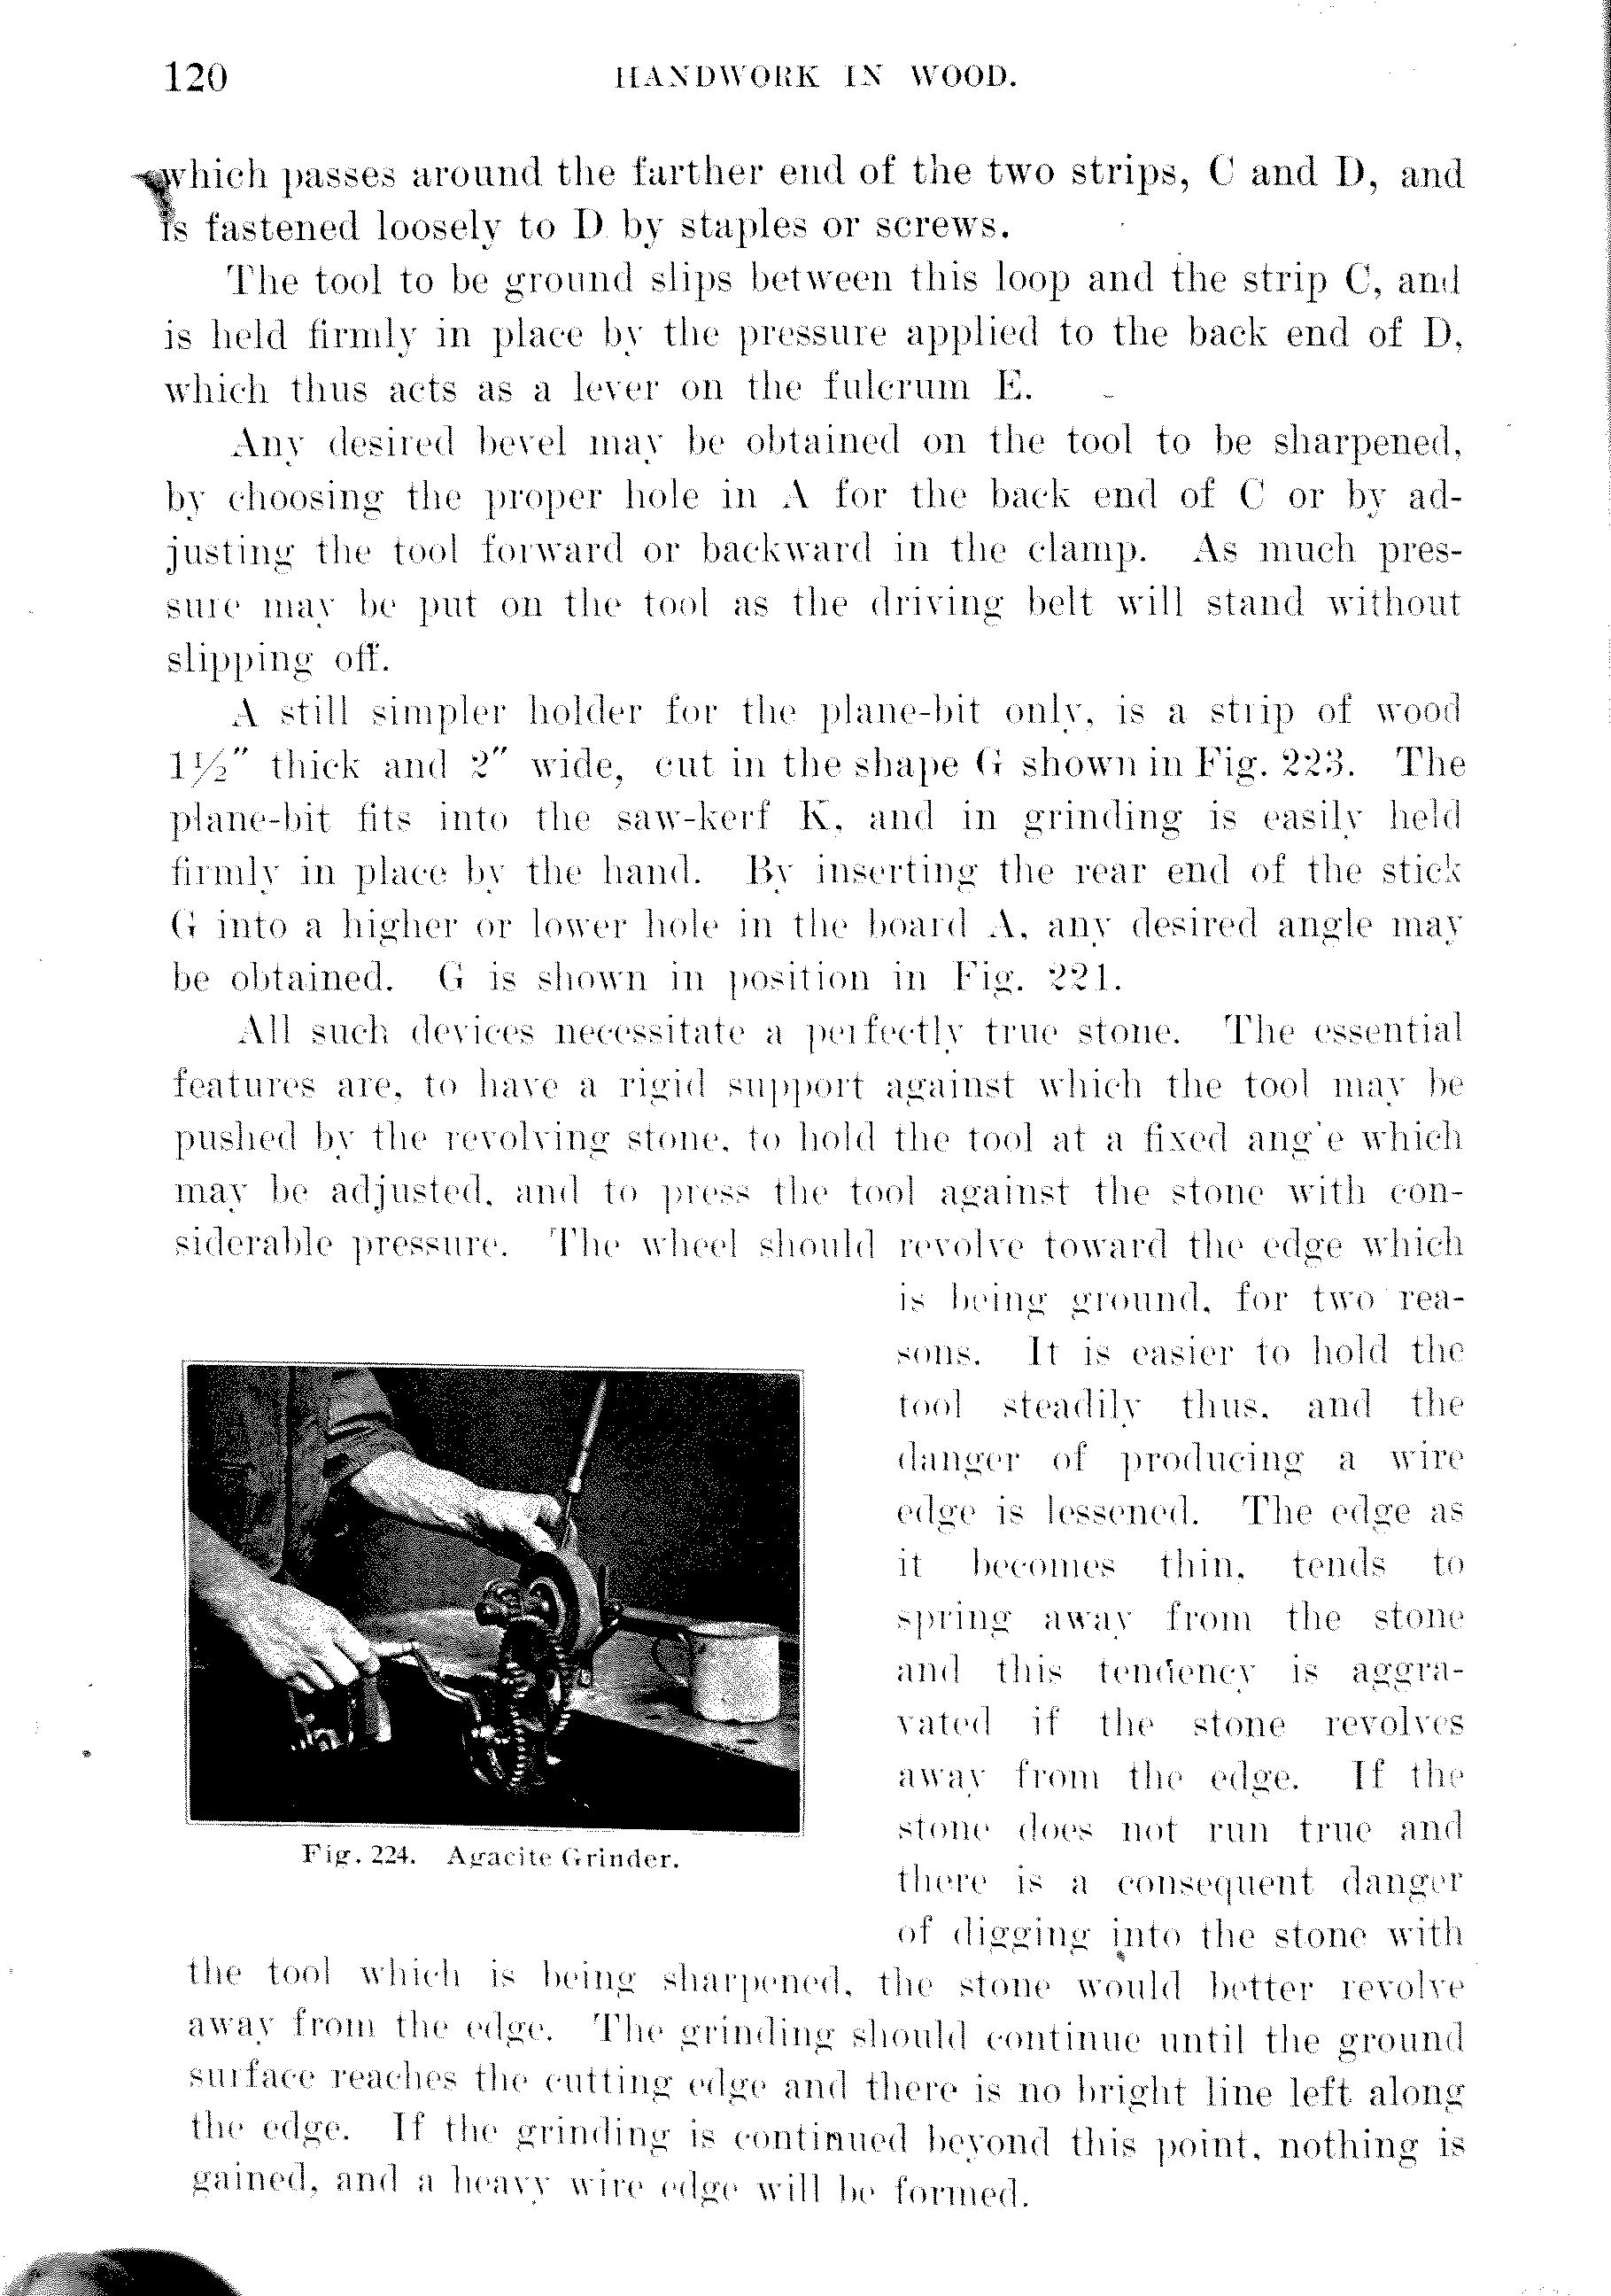 120
HANDWORK IN WOOD.
which passes around the farther end of the two strips, C and D, and
is fastened loosely to D by staples or screws.
The tool to be ground slips between this loop and the strip C, and
is held firmly in place by the pressure applied to the back end of D,
which thus acts as a lever on the fulcrum E.
Any desired bevel may be obtained on the tool to be sharpened,
by choosing the proper hole in A for the back end of C or by ad-
justing the tool forward or backward in the clamp. As much pres-
sure may be put on the tool as the driving belt will stand without
slipping off.
A still simpler holder for the plane-bit only, is a strip of wood
1½″ thick and 2″ wide, cut in the shape G shown in Fig. 223. The
plane-bit fits into the saw-kerf K, and in grinding is easily held
firmly in place by the hand. By inserting the rear end of the stick
G into a higher or lower hole in the board A, any desired angle may
be obtained. G is shown in position in Fig. 221.
All such devices necessitate a perfectly true stone. The essential
features are, to have a rigid support against which the tool may be
pushed by the revolving stone, to hold the tool at a fixed angle which
may be adjusted, and to press the tool against the stone with con-
siderable pressure. The wheel should revolve toward the edge which
is being ground, for two rea-
sons. It is easier to hold the
tool steadily thus, and the
danger of producing a wire
edge is lessened. The edge as
it becomes thin, tends to
spring away from the stone
and this tendency is aggra-
vated if the stone revolves
away from the edge. If the
stone does not run true and
there is a consequent danger
of digging into the stone with
the tool which is being sharpened, the stone would better revolve
away from the edge. The grinding should continue until the ground
surface reaches the cutting edge and there is no bright line left along
the edge. If the grinding is continued beyond this point, nothing is
gained, and a heavy wire edge will be formed.
Fig. 224. Agacite Grinder.